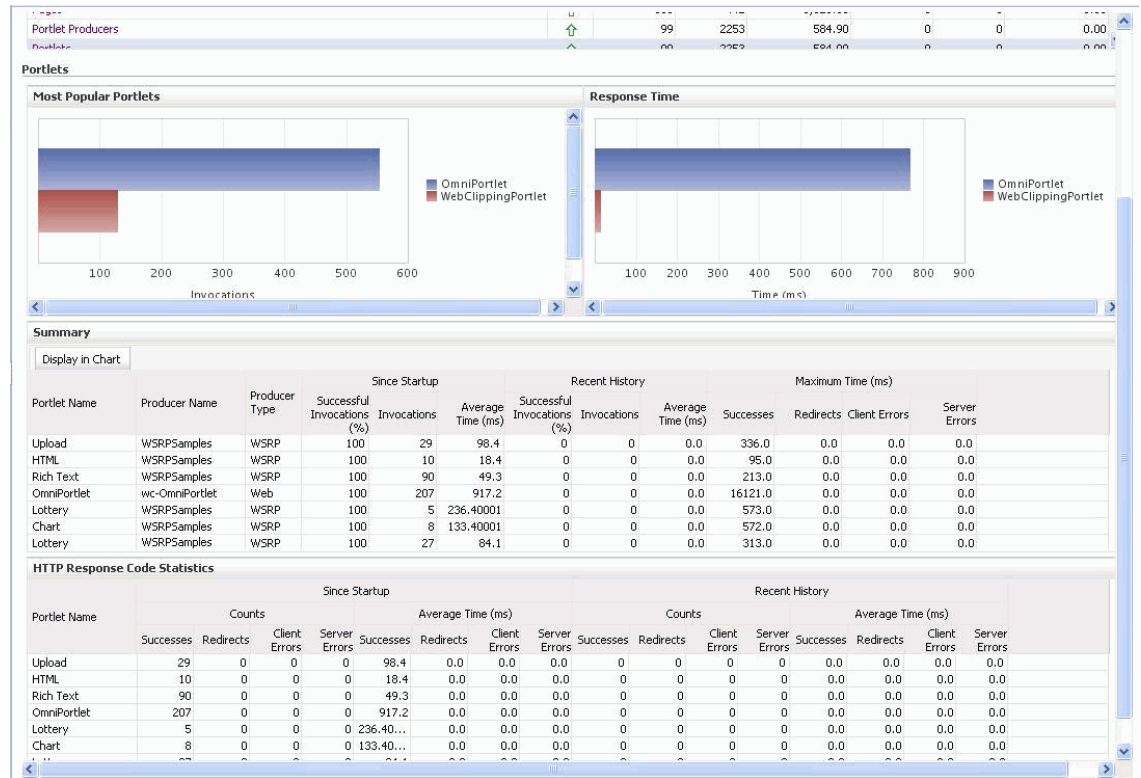 Portlet Producers 99 2253 584.90 0 0 0.00
Portlets 99 2253 584.90 0 0 0.00
Portlets
Most Popular Portlets
OmniPortlet
WebClippingPortlet
100 200 300 400 500 600
Invocations
Response Time
OmniPortlet
WebClippingPortlet
100 200 300 400 500 600 700 800 900
Time (ms)
Summary
Display in Chart
Since Startup Recent History Maximum Time (ms)
Portlet Name Producer Name Producer Type Successful Invocations (%) Invocations Average Time (ms) Successful Invocations (%) Invocations Average Time (ms) Successes Redirects Client Errors Server Errors
Upload WSRPSamples WSRP 100 29 98.4 0 0 0.0 336.0 0.0 0.0 0.0
HTML WSRPSamples WSRP 100 10 18.4 0 0 0.0 95.0 0.0 0.0 0.0
Rich Text WSRPSamples WSRP 100 90 49.3 0 0 0.0 213.0 0.0 0.0 0.0
OmniPortlet wc-OmniPortlet Web 100 207 917.2 0 0 0.0 16121.0 0.0 0.0 0.0
Lottery WSRPSamples WSRP 100 5 236.40001 0 0 0.0 573.0 0.0 0.0 0.0
Chart WSRPSamples WSRP 100 8 133.40001 0 0 0.0 572.0 0.0 0.0 0.0
Lottery WSRPSamples WSRP 100 27 84.1 0 0 0.0 313.0 0.0 0.0 0.0
HTTP Response Code Statistics
Since Startup Recent History
Portlet Name Counts Average Time (ms) Counts Average Time (ms)
Successes Redirects Client Errors Server Errors Successes Redirects Client Errors Server Errors Successes Redirects Client Errors Server Errors Successes Redirects Client Errors Server Errors
Upload 29 0 0 0 98.4 0.0 0.0 0.0 0 0 0 0 0.0 0.0 0.0 0.0
HTML 10 0 0 0 18.4 0.0 0.0 0.0 0 0 0 0 0.0 0.0 0.0 0.0
Rich Text 90 0 0 0 49.3 0.0 0.0 0.0 0 0 0 0 0.0 0.0 0.0 0.0
OmniPortlet 207 0 0 0 917.2 0.0 0.0 0.0 0 0 0 0 0.0 0.0 0.0 0.0
Lottery 5 0 0 0 236.40... 0.0 0.0 0.0 0 0 0 0 0.0 0.0 0.0 0.0
Chart 8 0 0 0 133.40... 0.0 0.0 0.0 0 0 0 0 0.0 0.0 0.0 0.0